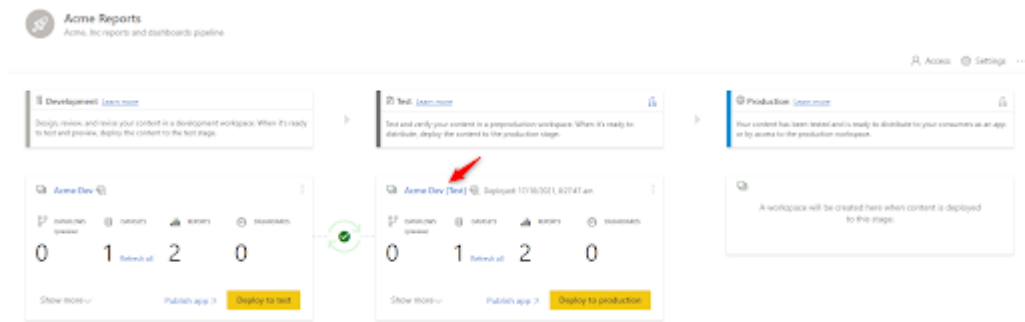 Acme Reports
Acme, Inc reports and dashboards pipeline
Access Settings ...
Development Learn more
Design, review, and revise your content in a development workspace. When it's ready
to test and preview, deploy the content to the test stage.
Test Learn more
Test and verify your content in a preproduction workspace. When it's ready to
distribute, deploy the content to the production stage.
Production Learn more
Your content has been tested and is ready to distribute to your consumers as an app
or by access to the production workspace.
Acme Dev
DATAFLOWS DATASETS REPORTS DASHBOARDS
0 1 Refresh all 2 0
Show more Publish app Deploy to test
Acme Dev [Test] Deployed:
DATAFLOWS DATASETS REPORTS DASHBOARDS
0 1 Refresh all 2 0
Show more Publish app Deploy to production
A workspace will be created here when content is deployed
to this stage.